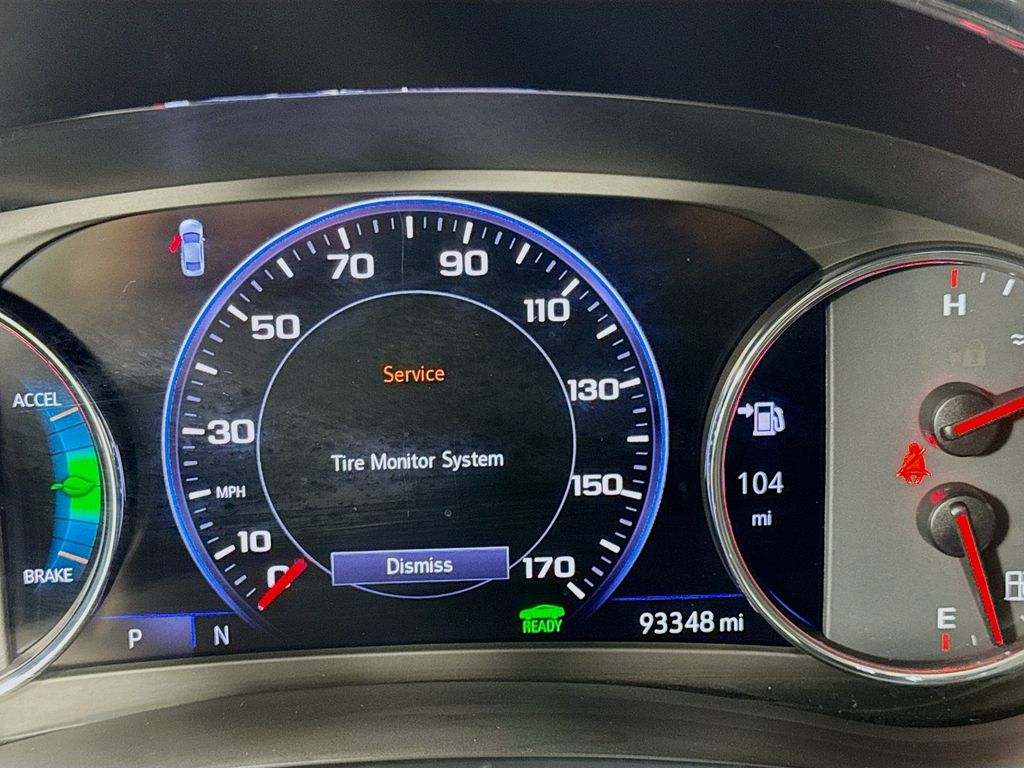 ACCEL
BRAKE
70
90
50
110
30
130
MPH
150
10
170
0
Service
Tire Monitor System
Dismiss
P
N
READY
93348 mi
104
mi
H
E